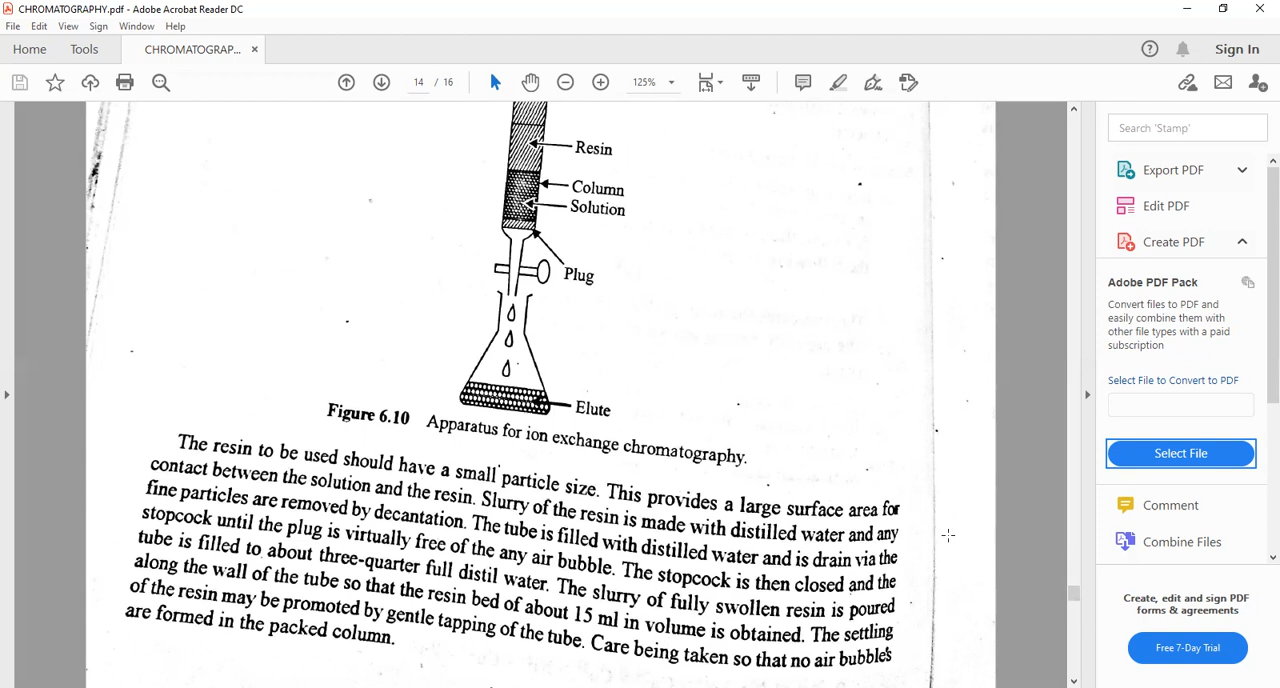 CHROMATOGRAPHY.pdf - Adobe Acrobat Reader DC
File Edit View Sign Window Help
Home Tools CHROMATOGRAP... × Sign In
14 / 16 125%
Resin
Column
Solution
Plug
Elute
Figure 6.10 Apparatus for ion exchange chromatography.
The resin to be used should have a small particle size. This provides a large surface area for
contact between the solution and the resin. Slurry of the resin is made with distilled water and any
fine particles are removed by decantation. The tube is filled with distilled water and is drain via the
stopcock until the plug is virtually free of the any air bubble. The stopcock is then closed and the
tube is filled to about three-quarter full distil water. The slurry of fully swollen resin is poured
along the wall of the tube so that the resin bed of about 15 ml in volume is obtained. The settling
of the resin may be promoted by gentle tapping of the tube. Care being taken so that no air bubbles
are formed in the packed column.
Search 'Stamp'
Export PDF
Edit PDF
Create PDF
Adobe PDF Pack
Convert files to PDF and
easily combine them with
other file types with a paid
subscription
Select File to Convert to PDF
Select File
Comment
Combine Files
Create, edit and sign PDF
forms & agreements
Free 7-Day Trial